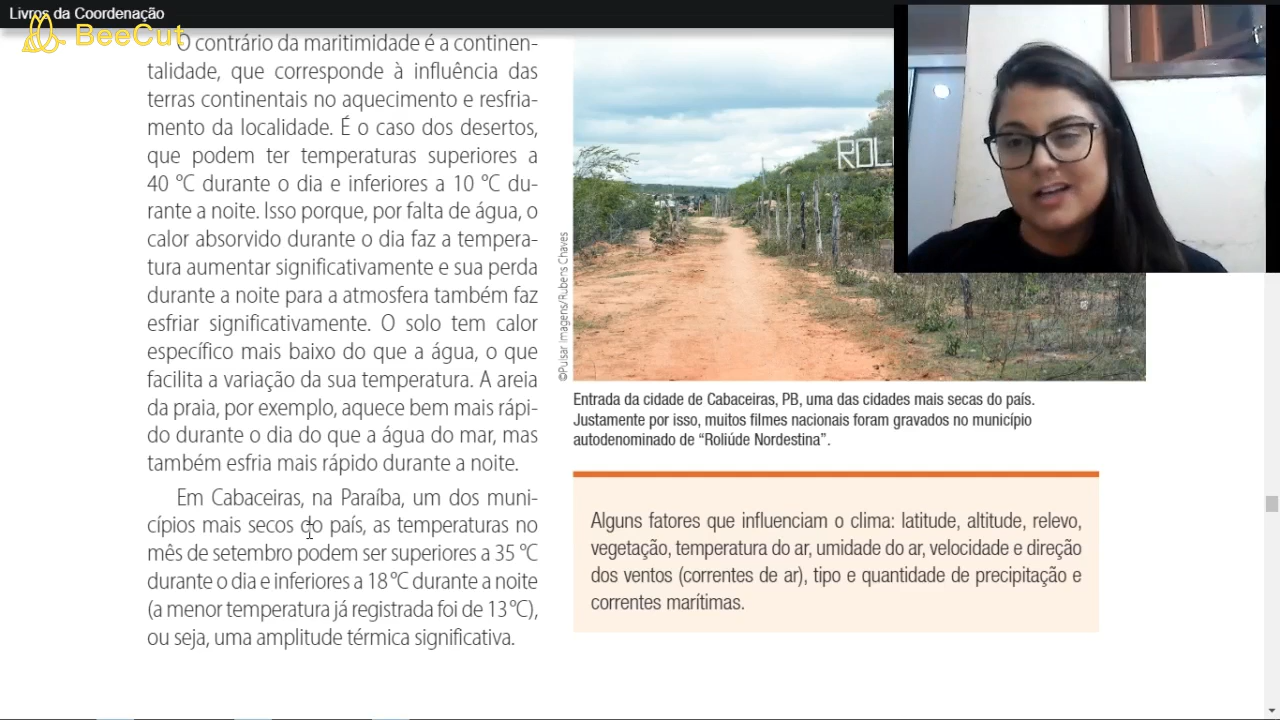 Livros da Coordenação
BeeCut
O contrário da maritimidade é a continen-
talidade, que corresponde à influência das
terras continentais no aquecimento e resfria-
mento da localidade. É o caso dos desertos,
que podem ter temperaturas superiores a
40 °C durante o dia e inferiores a 10 °C du-
rante a noite. Isso porque, por falta de água, o
calor absorvido durante o dia faz a tempera-
tura aumentar significativamente e sua perda
durante a noite para a atmosfera também faz
esfriar significativamente. O solo tem calor
específico mais baixo do que a água, o que
facilita a variação da sua temperatura. A areia
da praia, por exemplo, aquece bem mais rápi-
do durante o dia do que a água do mar, mas
também esfria mais rápido durante a noite.
Em Cabaceiras, na Paraíba, um dos muni-
cípios mais secos do país, as temperaturas no
mês de setembro podem ser superiores a 35 °C
durante o dia e inferiores a 18 °C durante a noite
(a menor temperatura já registrada foi de 13 °C),
ou seja, uma amplitude térmica significativa.
ROL
©Pulsar Imagens/Rubens Chaves
Entrada da cidade de Cabaceiras, PB, uma das cidades mais secas do país.
Justamente por isso, muitos filmes nacionais foram gravados no município
autodenominado de “Roliúde Nordestina”.
Alguns fatores que influenciam o clima: latitude, altitude, relevo,
vegetação, temperatura do ar, umidade do ar, velocidade e direção
dos ventos (correntes de ar), tipo e quantidade de precipitação e
correntes marítimas.